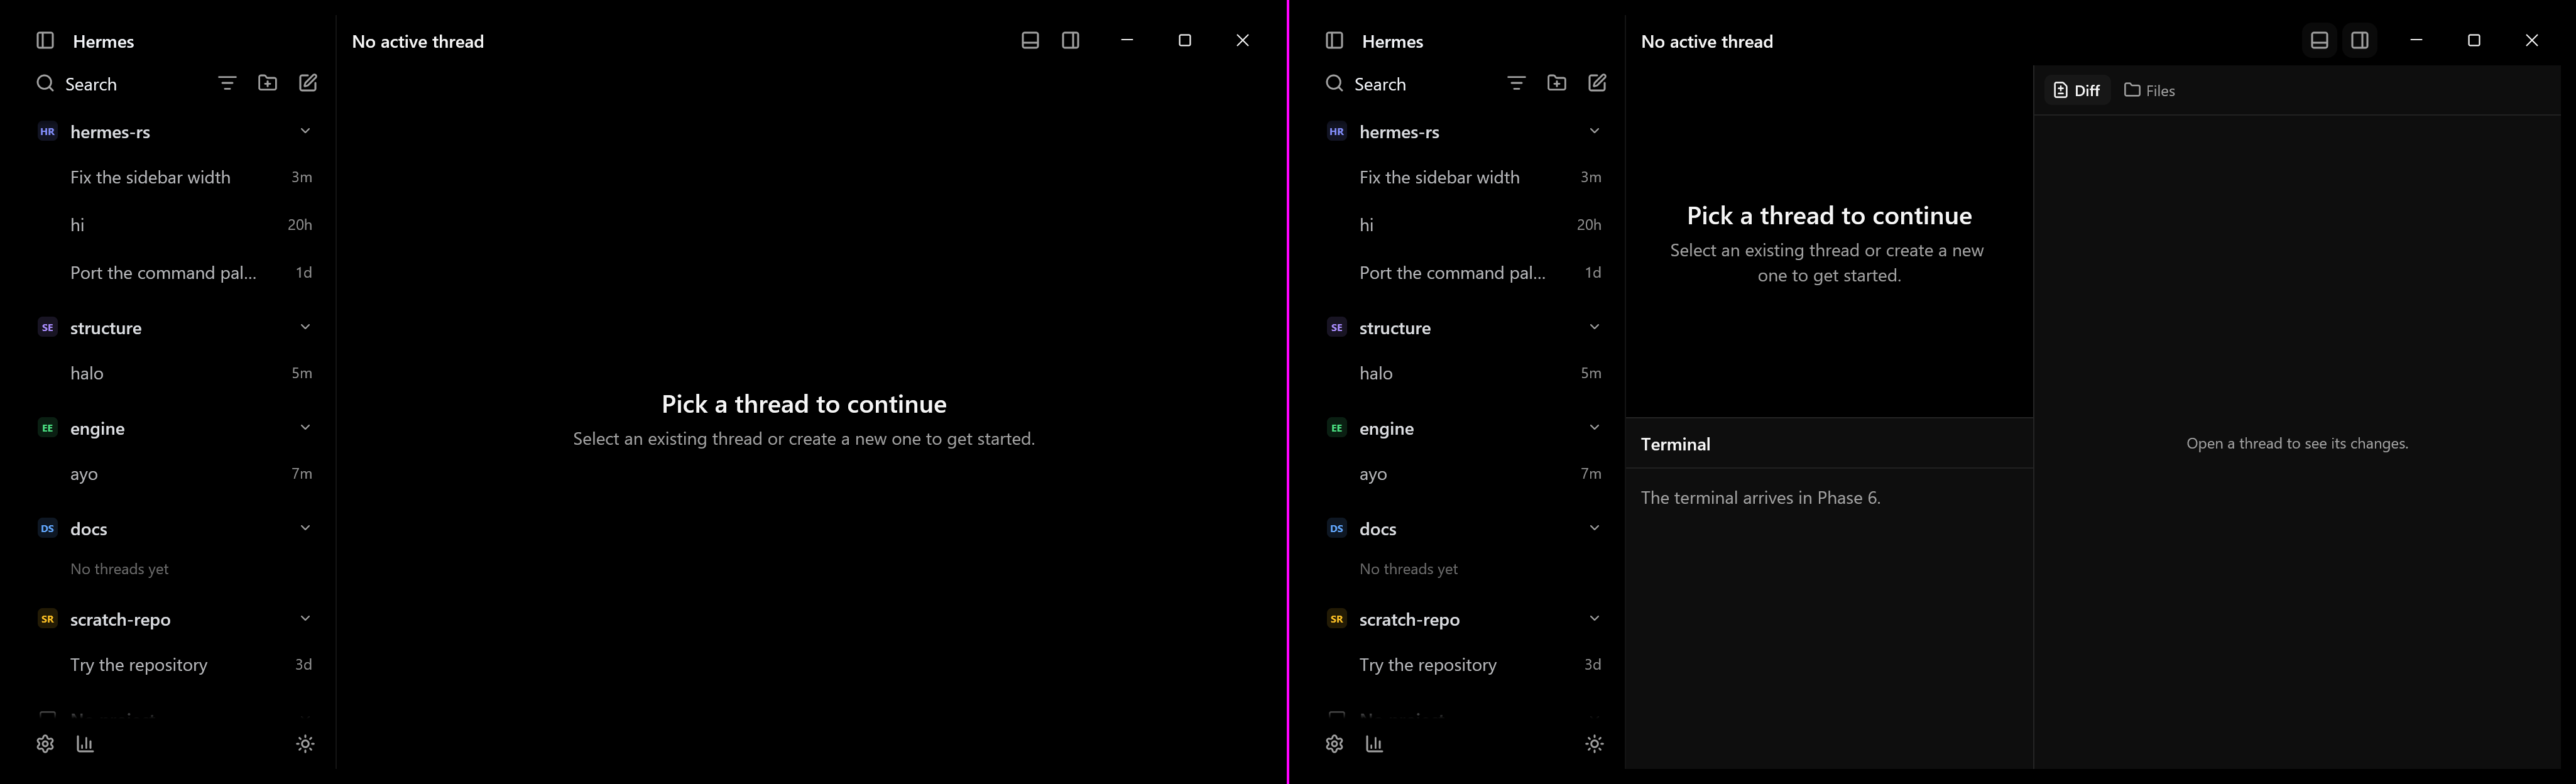 Hermes
No active thread
Search
HR hermes-rs
Fix the sidebar width 3m
hi 20h
Port the command pal... 1d
SE structure
halo 5m
EE engine
ayo 7m
DS docs
No threads yet
SR scratch-repo
Try the repository 3d
Pick a thread to continue
Select an existing thread or create a new one to get started.
Hermes
No active thread
Search
HR hermes-rs
Fix the sidebar width 3m
hi 20h
Port the command pal... 1d
SE structure
halo 5m
EE engine
ayo 7m
DS docs
No threads yet
SR scratch-repo
Try the repository 3d
Pick a thread to continue
Select an existing thread or create a new
one to get started.
Terminal
The terminal arrives in Phase 6.
Diff Files
Open a thread to see its changes.